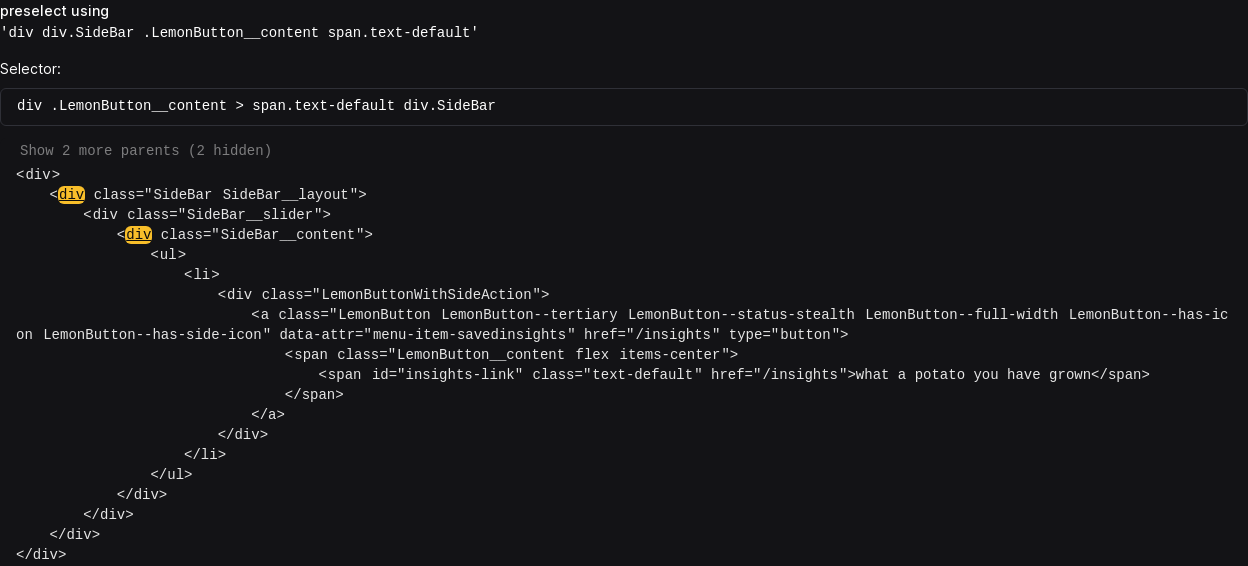 preselect using
'div div.SideBar .LemonButton__content span.text-default'
Selector:
div .LemonButton__content > span.text-default div.SideBar
Show 2 more parents (2 hidden)
<div>
<div class="SideBar SideBar__layout">
<div class="SideBar__slider">
<div class="SideBar__content">
<ul>
<li>
<div class="LemonButtonWithSideAction">
<a class="LemonButton LemonButton--tertiary LemonButton--status-stealth LemonButton--full-width LemonButton--has-ic
on LemonButton--has-side-icon" data-attr="menu-item-savedinsights" href="/insights" type="button">
<span class="LemonButton__content flex items-center">
<span id="insights-link" class="text-default" href="/insights">what a potato you have grown</span>
</span>
</a>
</div>
</li>
</ul>
</div>
</div>
</div>
</div>